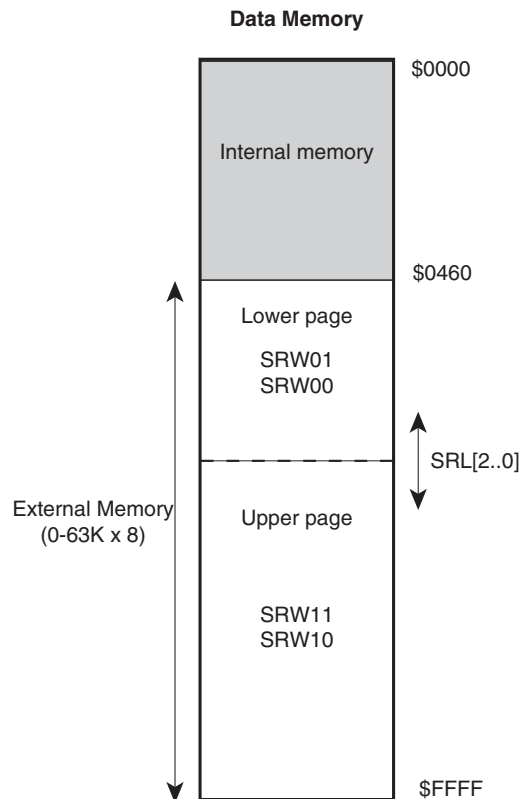 Data Memory
$0000
Internal memory
$0460
Lower page
SRW01
SRW00
SRL[2..0]
External Memory
(0-63K x 8)
Upper page
SRW11
SRW10
$FFFF